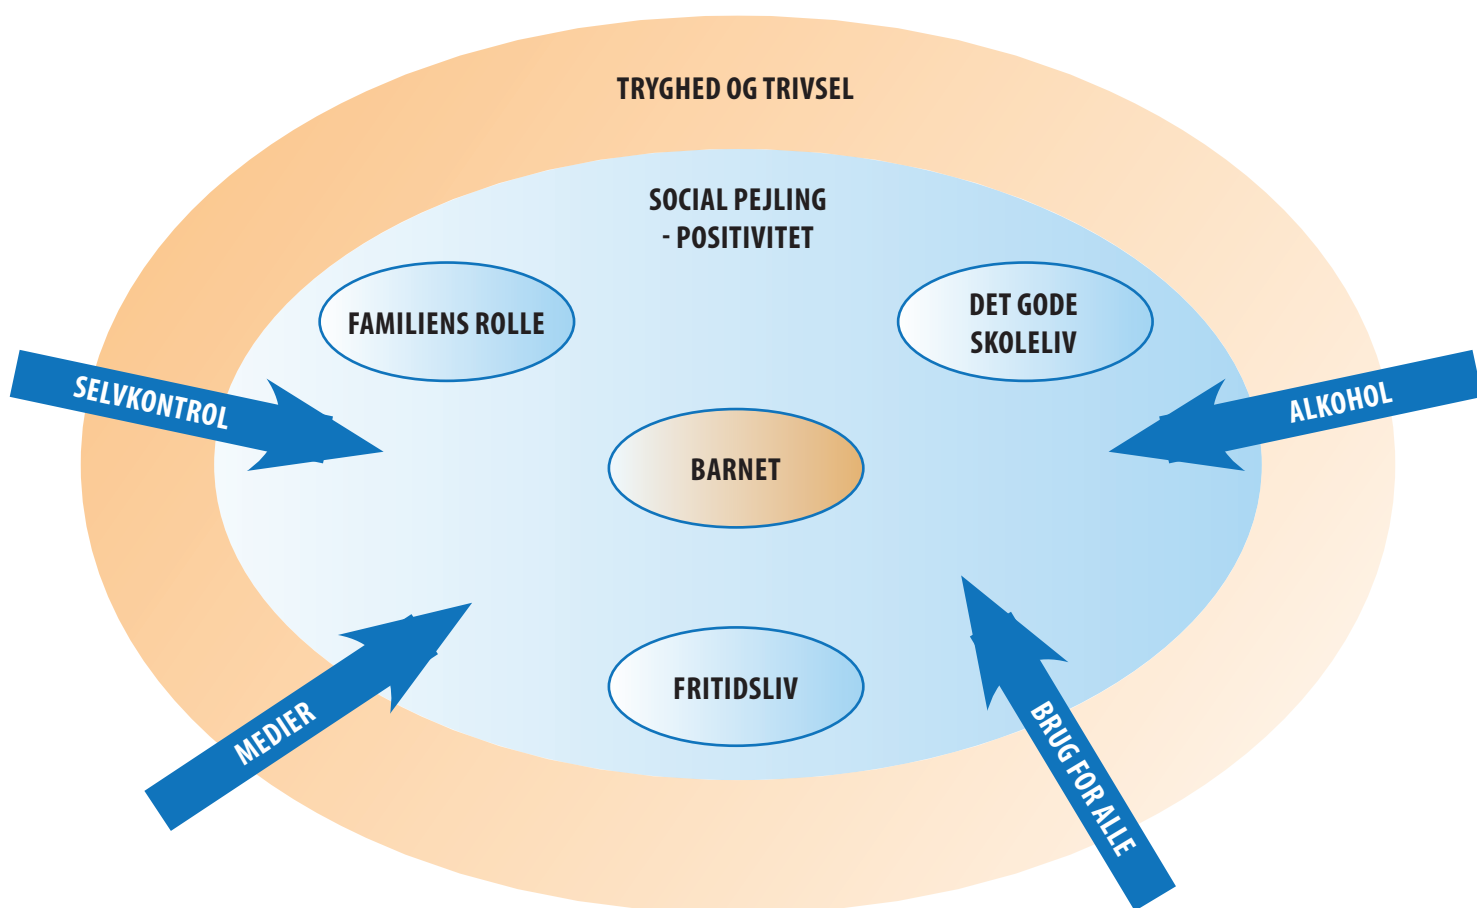 TRYGHED OG TRIVSEL
SOCIAL PEJLING
- POSITIVITET
FAMILIENS ROLLE
DET GODE
SKOLELIV
SELVKONTROL
ALKOHOL
BARNET
FRITIDSLIV
MEDIER
BRUG FOR ALLE